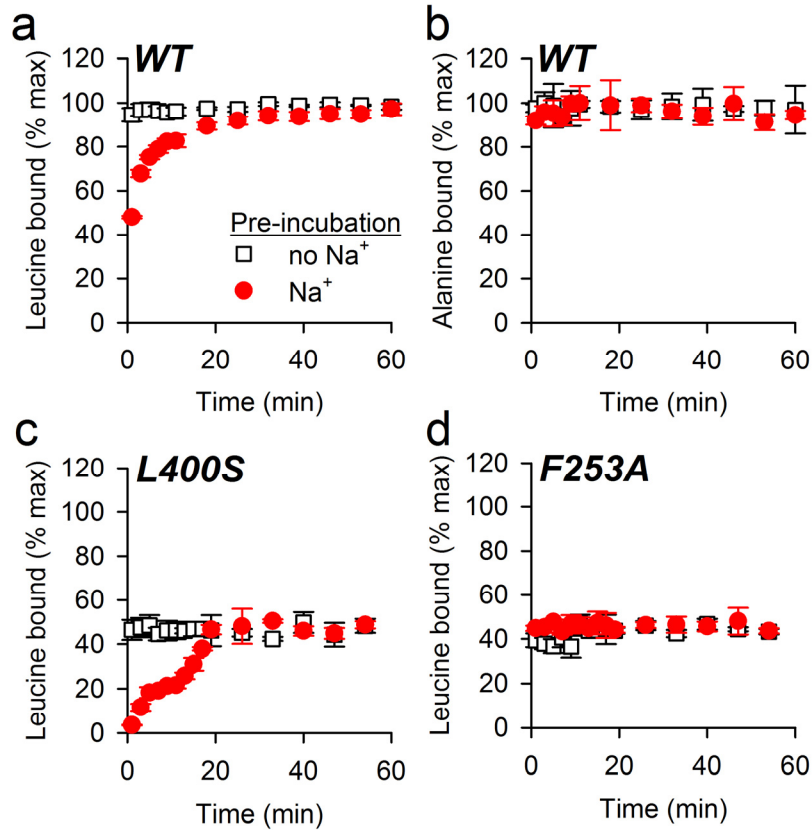 a
WT
Leucine bound (% max)
120
100
80
60
40
20
0
Pre-incubation
no Na⁺
Na⁺
0
20
40
60
Time (min)
b
WT
Alanine bound (% max)
120
100
80
60
40
20
0
0
20
40
60
Time (min)
c
L400S
Leucine bound (% max)
120
100
80
60
40
20
0
0
20
40
60
Time (min)
d
F253A
Leucine bound (% max)
120
100
80
60
40
20
0
0
20
40
60
Time (min)